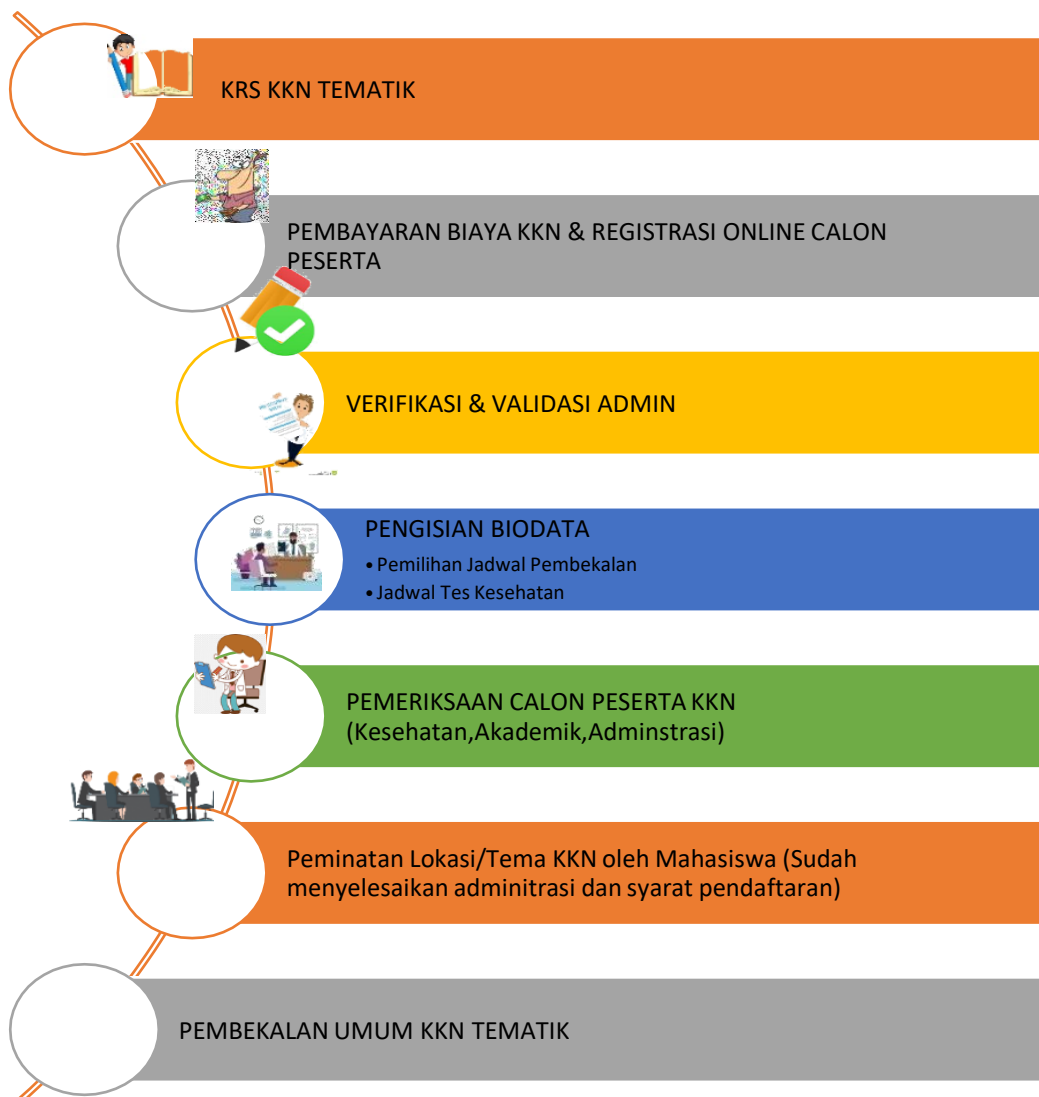 KRS KKN TEMATIK
PEMBAYARAN BIAYA KKN & REGISTRASI ONLINE CALON
PESERTA
VERIFIKASI & VALIDASI ADMIN
PENGISIAN BIODATA
• Pemilihan Jadwal Pembekalan
• Jadwal Tes Kesehatan
PEMERIKSAAN CALON PESERTA KKN
(Kesehatan,Akademik,Adminstrasi)
Peminatan Lokasi/Tema KKN oleh Mahasiswa (Sudah
menyelesaikan adminitrasi dan syarat pendaftaran)
PEMBEKALAN UMUM KKN TEMATIK